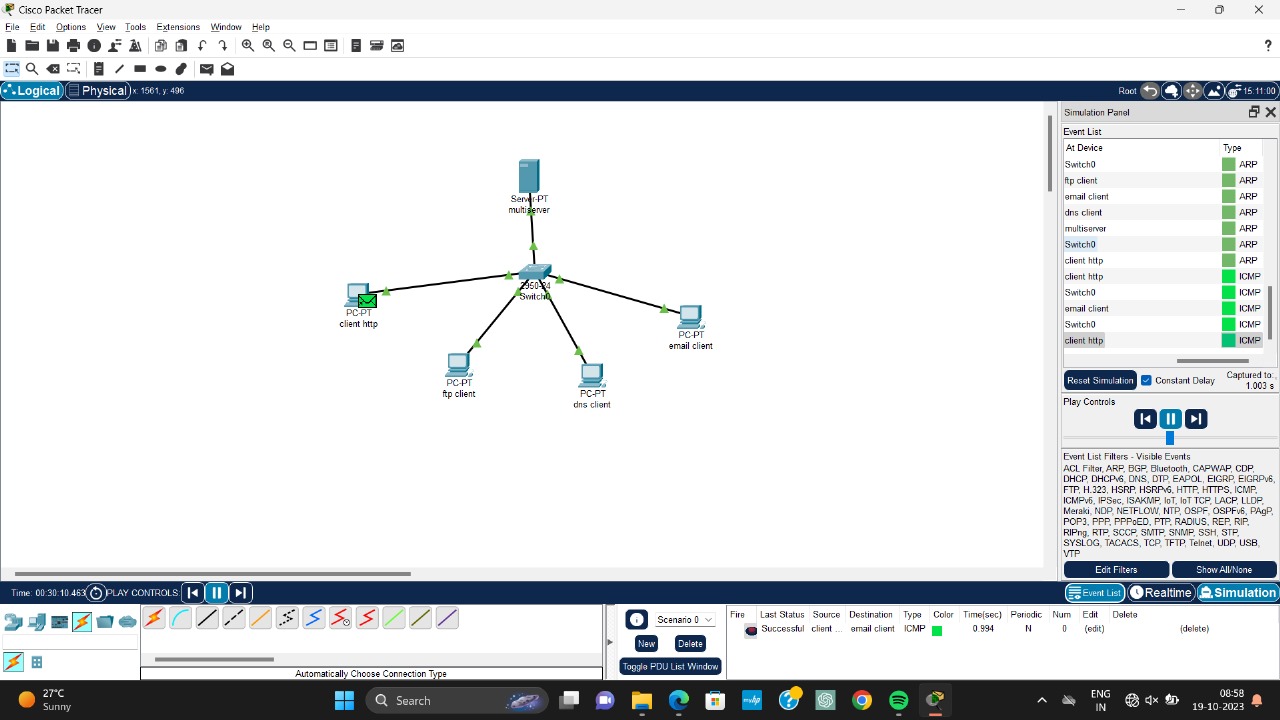 Cisco Packet Tracer
File Edit Options View Tools Extensions Window Help
?
Logical Physical x: 1561, y: 496 Root 15:11:00
Server-PT
multiserver
2950-24
Switch0
PC-PT
client http
PC-PT
ftp client
PC-PT
dns client
PC-PT
email client
Simulation Panel
Event List
At Device Type
Switch0 ARP
ftp client ARP
email client ARP
dns client ARP
multiserver ARP
Switch0 ARP
client http ARP
client http ICMP
Switch0 ICMP
email client ICMP
Switch0 ICMP
client http ICMP
Reset Simulation Constant Delay Captured to:
1.003 s
Play Controls
Event List Filters - Visible Events
ACL Filter, ARP, BGP, Bluetooth, CAPWAP, CDP,
DHCP, DHCPv6, DNS, DTP, EAPOL, EIGRP, EIGRPv6,
FTP, H.323, HSRP, HSRPv6, HTTP, HTTPS, ICMP,
ICMPv6, IPSec, ISAKMP, IoT, IoT TCP, LACP, LLDP,
Meraki, NDP, NETFLOW, NTP, OSPF, OSPFv6, PAgP,
POP3, PPP, PPPoED, PTP, RADIUS, REP, RIP,
RIPng, RTP, SCCP, SMTP, SNMP, SSH, STP,
SYSLOG, TACACS, TCP, TFTP, Telnet, UDP, USB,
VTP
Edit Filters Show All/None
Time: 00:30:10.463 PLAY CONTROLS: Event List Realtime Simulation
Automatically Choose Connection Type
Scenario 0
New Delete
Toggle PDU List Window
Fire Last Status Source Destination Type Color Time(sec) Periodic Num Edit Delete
Successful client ... email client ICMP 0.994 N 0 (edit) (delete)
27°C
Sunny
Search
ENG
IN
08:58
19-10-2023